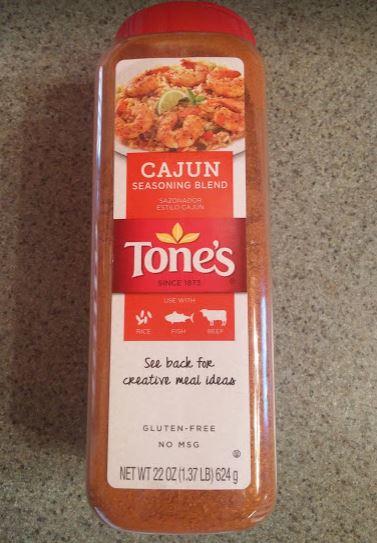 CAJUN
SEASONING BLEND
SAZONADOR
ESTILO CAJUN
Tone's
SINCE 1873
USE WITH
RICE FISH BEEF
See back for
creative meal ideas
GLUTEN-FREE
NO MSG
NET WT 22 OZ (1.37 LB) 624 g